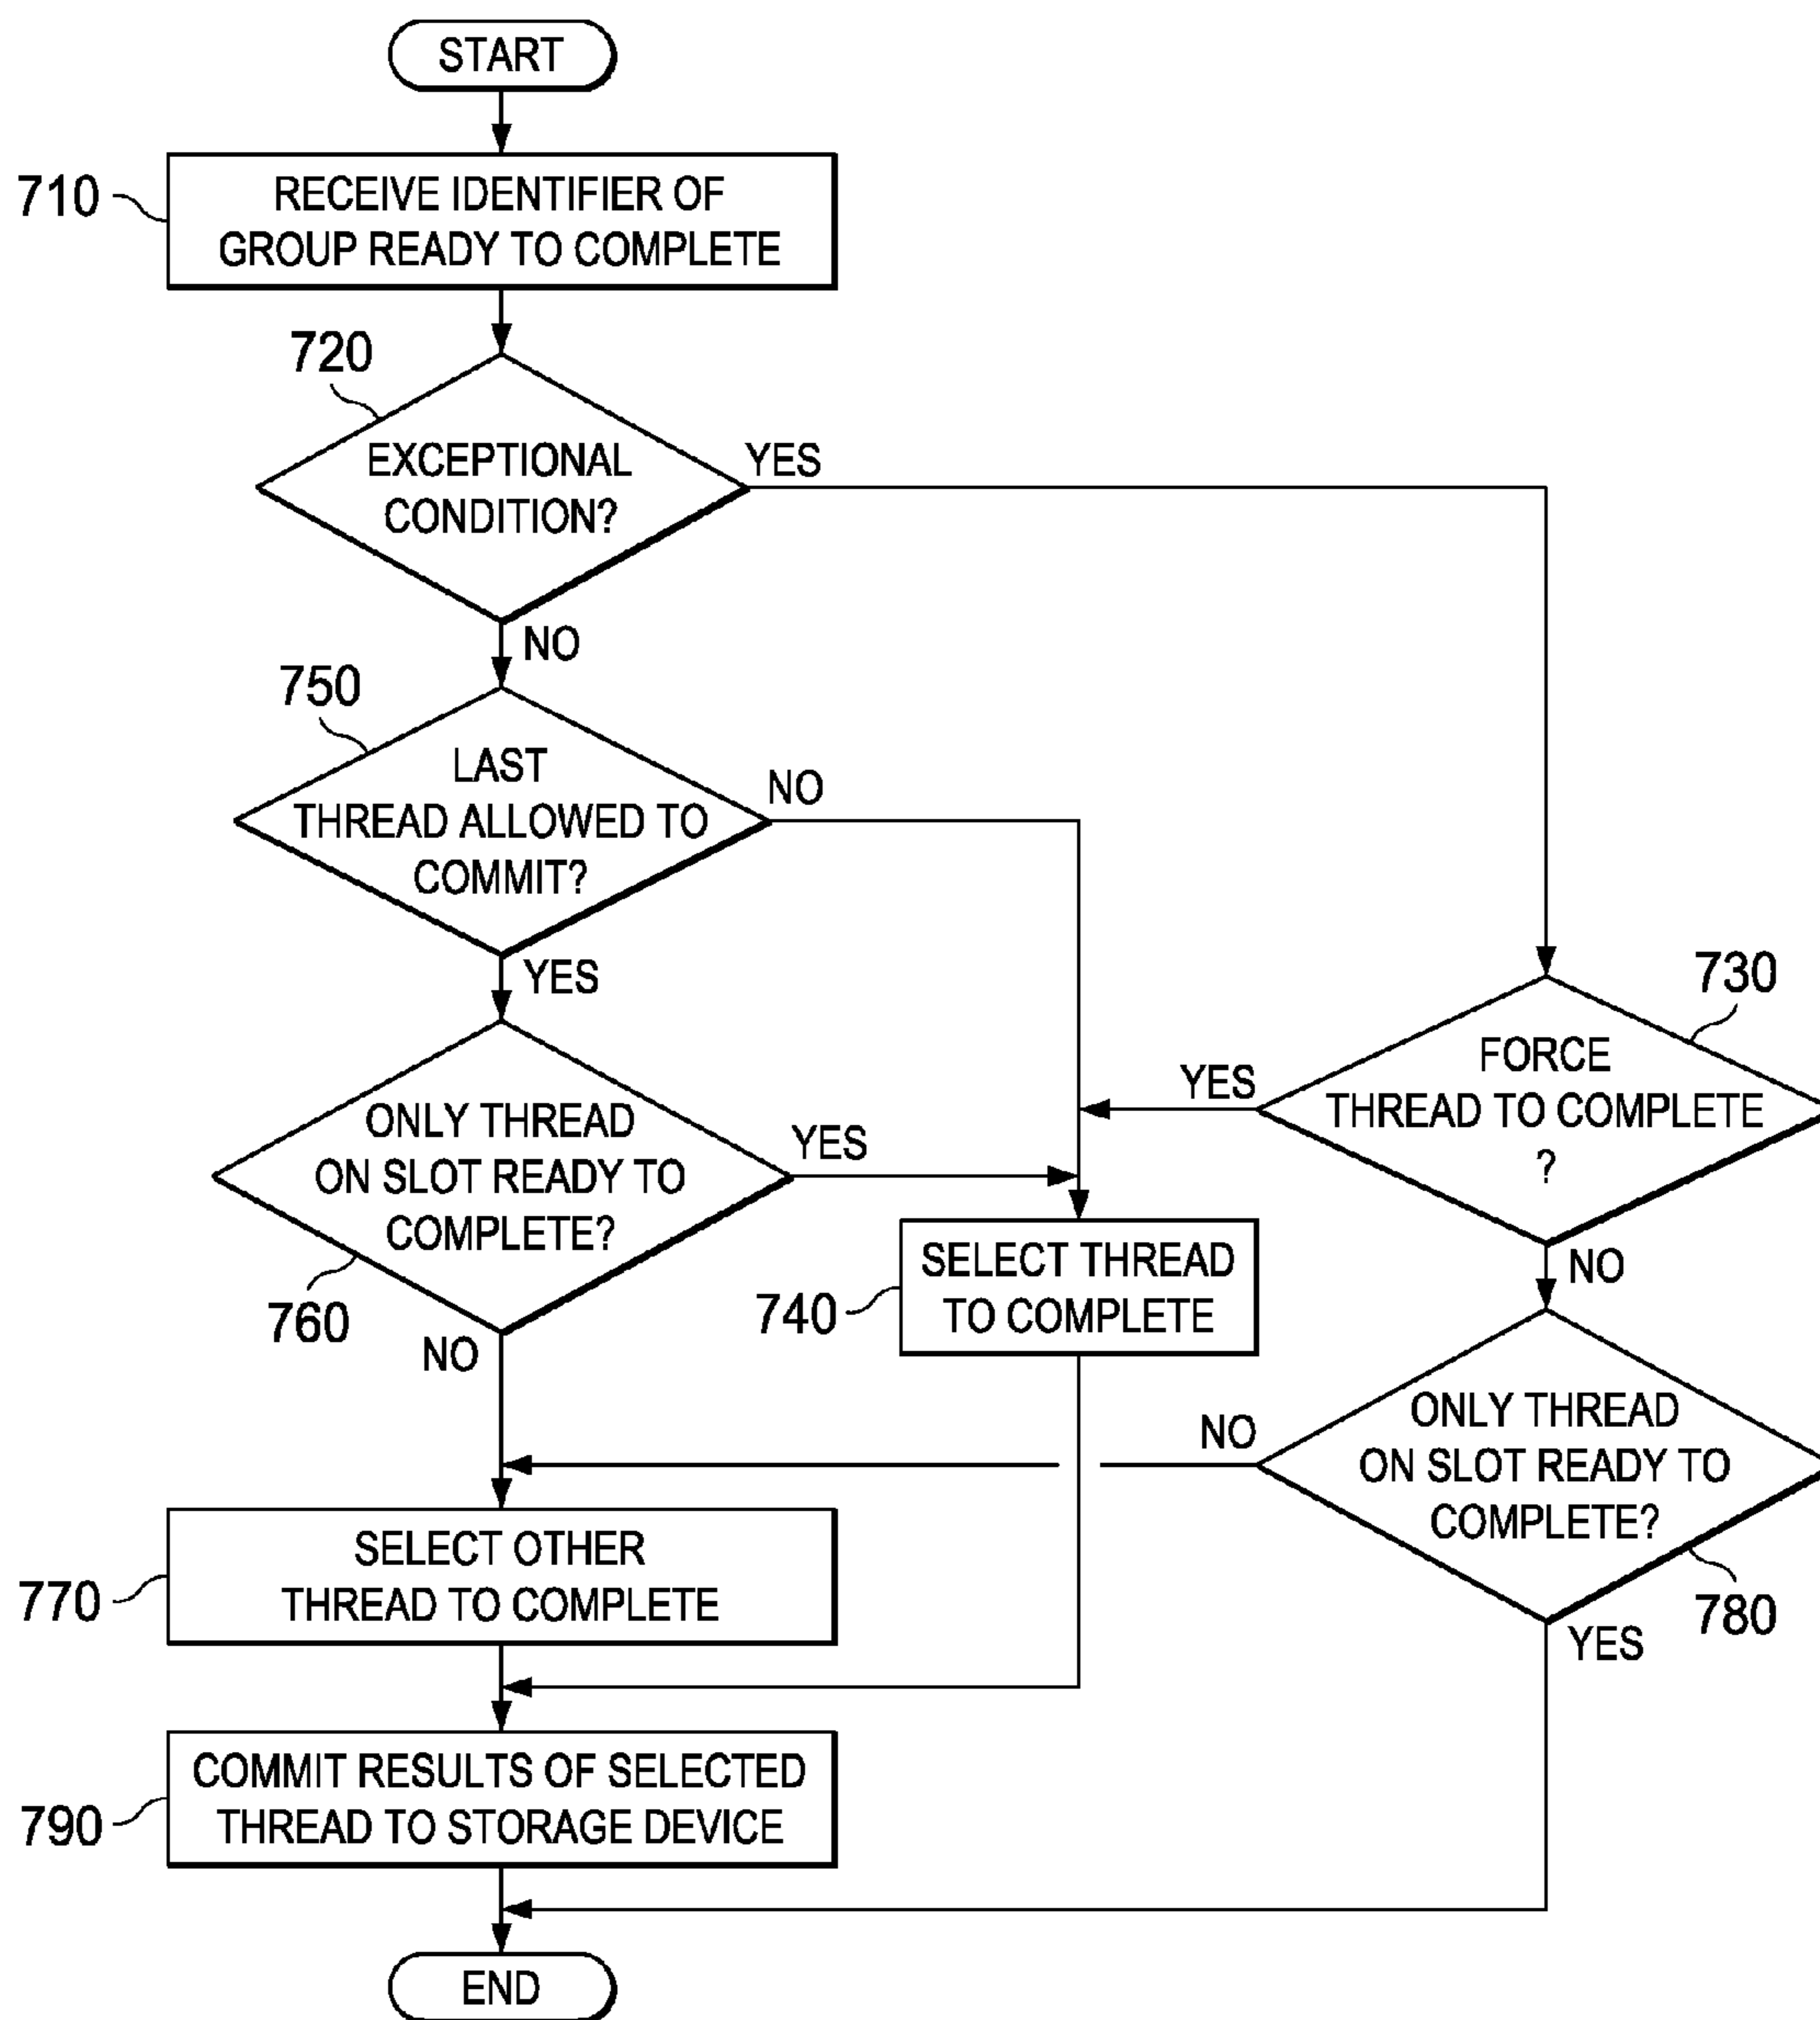 START
710
RECEIVE IDENTIFIER OF
GROUP READY TO COMPLETE
720
EXCEPTIONAL
CONDITION?
YES
NO
750
LAST
THREAD ALLOWED TO
COMMIT?
NO
YES
730
FORCE
THREAD TO COMPLETE
?
YES
NO
ONLY THREAD
ON SLOT READY TO
COMPLETE?
YES
760
NO
740
SELECT THREAD
TO COMPLETE
ONLY THREAD
ON SLOT READY TO
COMPLETE?
NO
780
YES
770
SELECT OTHER
THREAD TO COMPLETE
790
COMMIT RESULTS OF SELECTED
THREAD TO STORAGE DEVICE
END